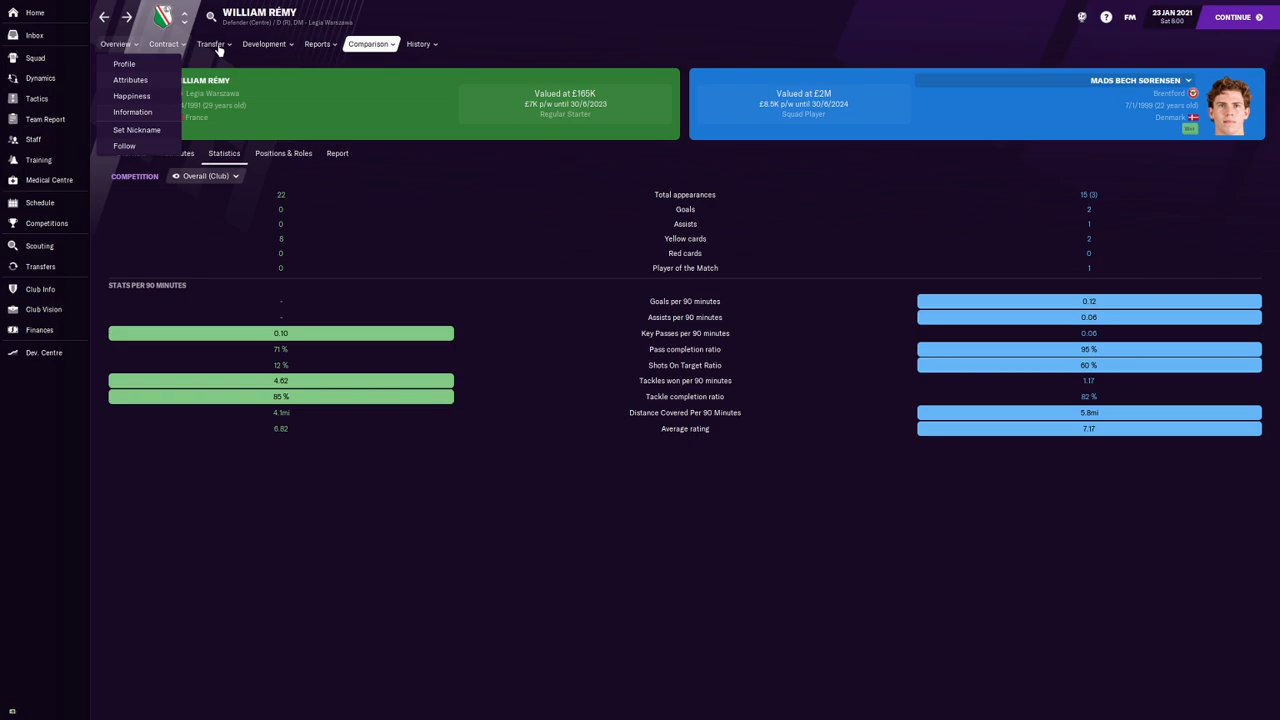 WILLIAM RÉMY
Defender (Centre) / D (R), DM - Legia Warszawa
FM
23 JAN 2021
Sat 8:00
CONTINUE
Home
Inbox
Squad
Dynamics
Tactics
Team Report
Staff
Training
Medical Centre
Schedule
Competitions
Scouting
Transfers
Club Info
Club Vision
Finances
Dev. Centre
Overview
Contract
Transfer
Development
Reports
Comparison
History
Profile
Attributes
Happiness
Information
Set Nickname
Follow
LLIAM RÉMY
Legia Warszawa
/1991 (29 years old)
France
Valued at £165K
£7K p/w until 30/6/2023
Regular Starter
Valued at £2M
£8.5K p/w until 30/6/2024
Squad Player
MADS BECH SØRENSEN
Brentford
7/1/1999 (22 years old)
Denmark
Wnt
Statistics
Positions & Roles
Report
COMPETITION
Overall (Club)
22 Total appearances 15 (3)
0 Goals 2
0 Assists 1
8 Yellow cards 2
0 Red cards 0
0 Player of the Match 1
STATS PER 90 MINUTES
- Goals per 90 minutes 0.12
- Assists per 90 minutes 0.06
0.10 Key Passes per 90 minutes 0.06
71 % Pass completion ratio 95 %
12 % Shots On Target Ratio 60 %
4.62 Tackles won per 90 minutes 1.17
85 % Tackle completion ratio 82 %
4.1mi Distance Covered Per 90 Minutes 5.8mi
6.82 Average rating 7.17